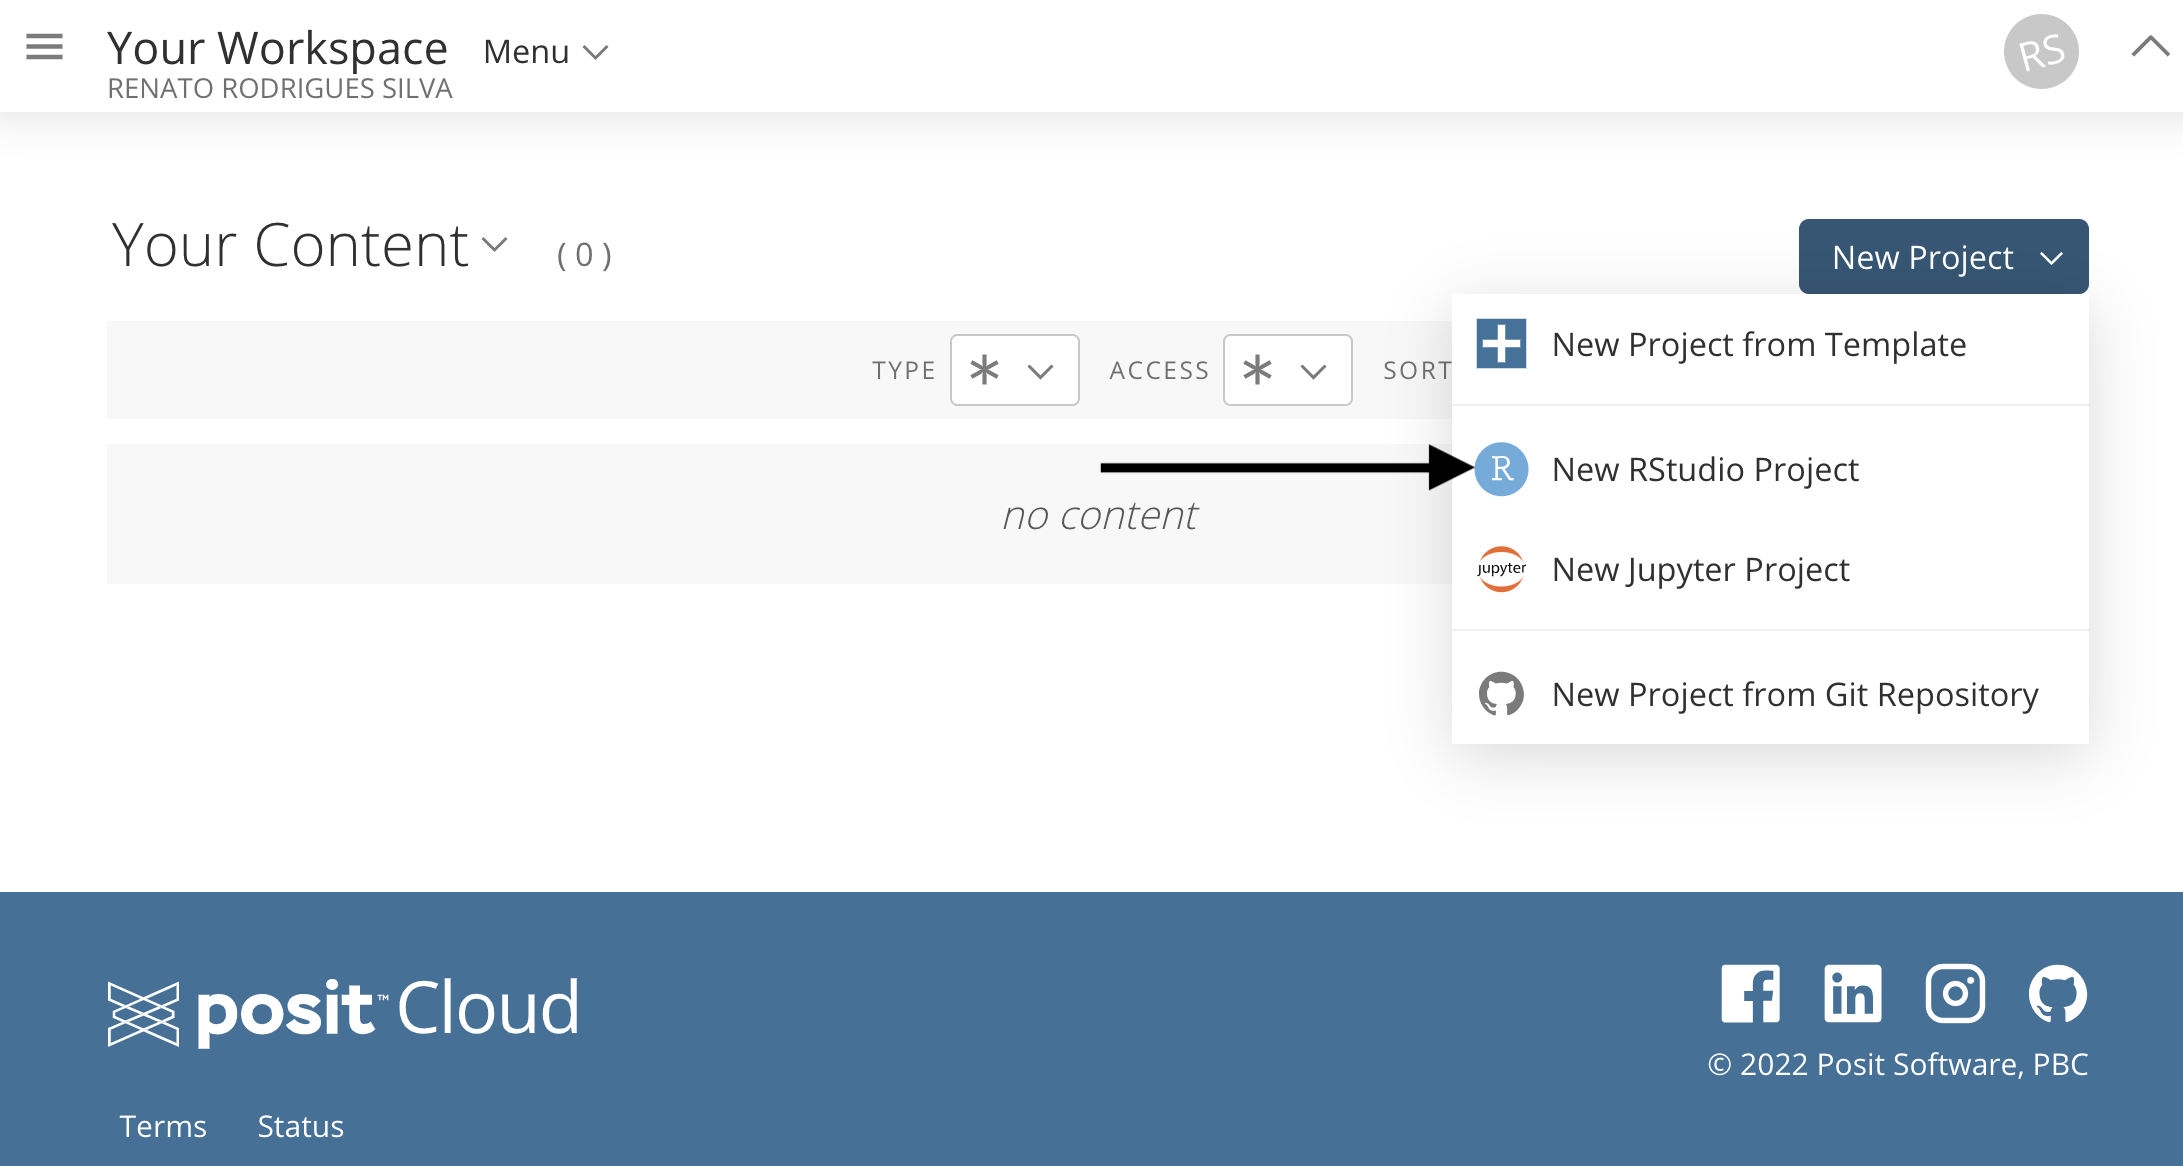 Your Workspace Menu
RENATO RODRIGUES SILVA
RS
Your Content ( 0 )
New Project
TYPE * ACCESS * SORT
New Project from Template
R New RStudio Project
no content
jupyter New Jupyter Project
New Project from Git Repository
posit™ Cloud
© 2022 Posit Software, PBC
Terms Status